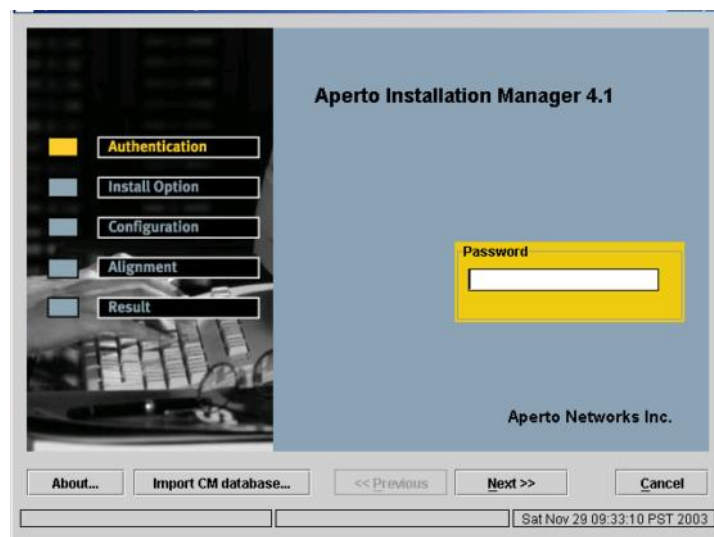 Aperto Installation Manager 4.1
Authentication
Install Option
Configuration
Alignment
Result
Password
Aperto Networks Inc.
About...
Import CM database...
<< Previous
Next >>
Cancel
Sat Nov 29 09:33:10 PST 2003